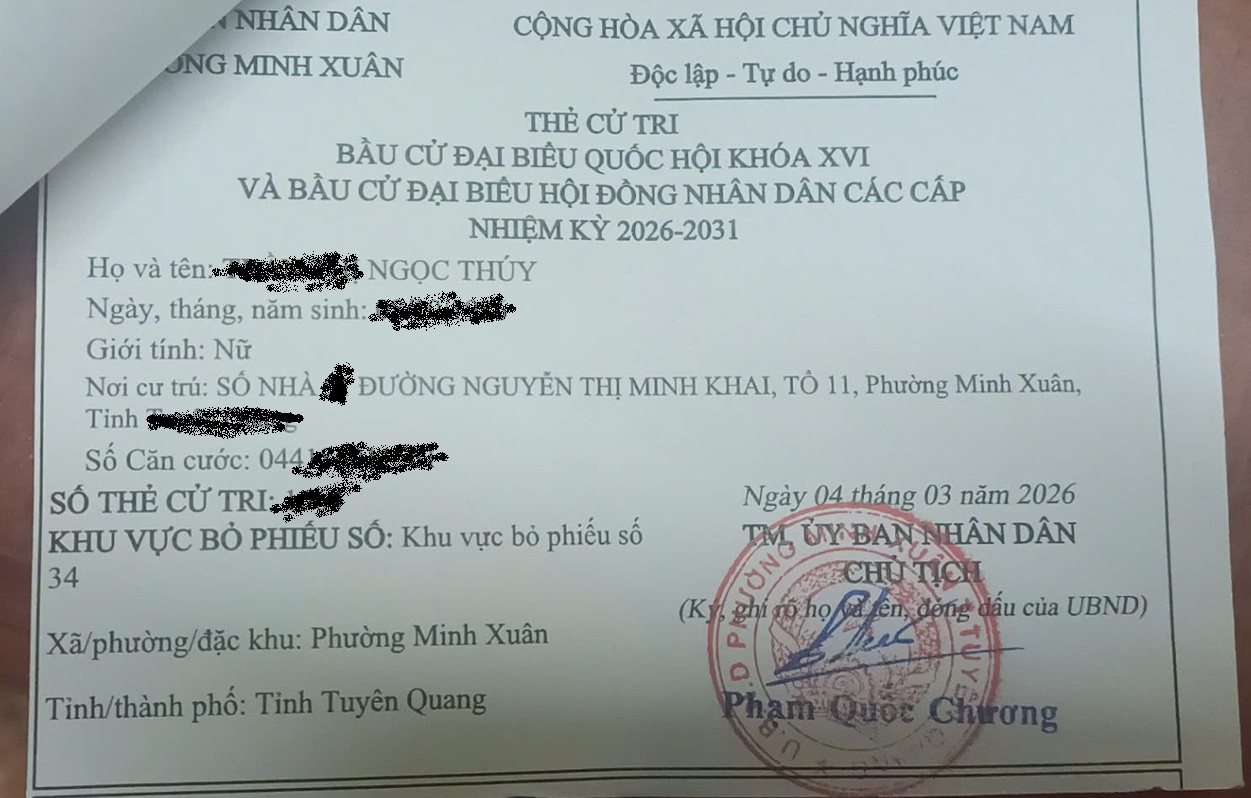 NHÂN DÂN
ONG MINH XUÂN
CỘNG HÒA XÃ HỘI CHỦ NGHĨA VIỆT NAM
Độc lập - Tự do - Hạnh phúc
THẺ CỬ TRI
BẦU CỬ ĐẠI BIỂU QUỐC HỘI KHÓA XVI
VÀ BẦU CỬ ĐẠI BIỂU HỘI ĐỒNG NHÂN DÂN CÁC CẤP
NHIỆM KỲ 2026-2031
Họ và tên: NGỌC THÚY
Ngày, tháng, năm sinh:
Giới tính: Nữ
Nơi cư trú: SỐ NHÀ ĐƯỜNG NGUYỄN THỊ MINH KHAI, TỔ 11, Phường Minh Xuân,
Tỉnh
Số Căn cước: 044
SỐ THẺ CỬ TRI:
KHU VỰC BỎ PHIẾU SỐ: Khu vực bỏ phiếu số
34
Xã/phường/đặc khu: Phường Minh Xuân
Tỉnh/thành phố: Tỉnh Tuyên Quang
Ngày 04 tháng 03 năm 2026
TM. ỦY BAN NHÂN DÂN
CHỦ TỊCH
(Ký, ghi rõ họ và tên, đóng dấu của UBND)
Phạm Quốc Chương